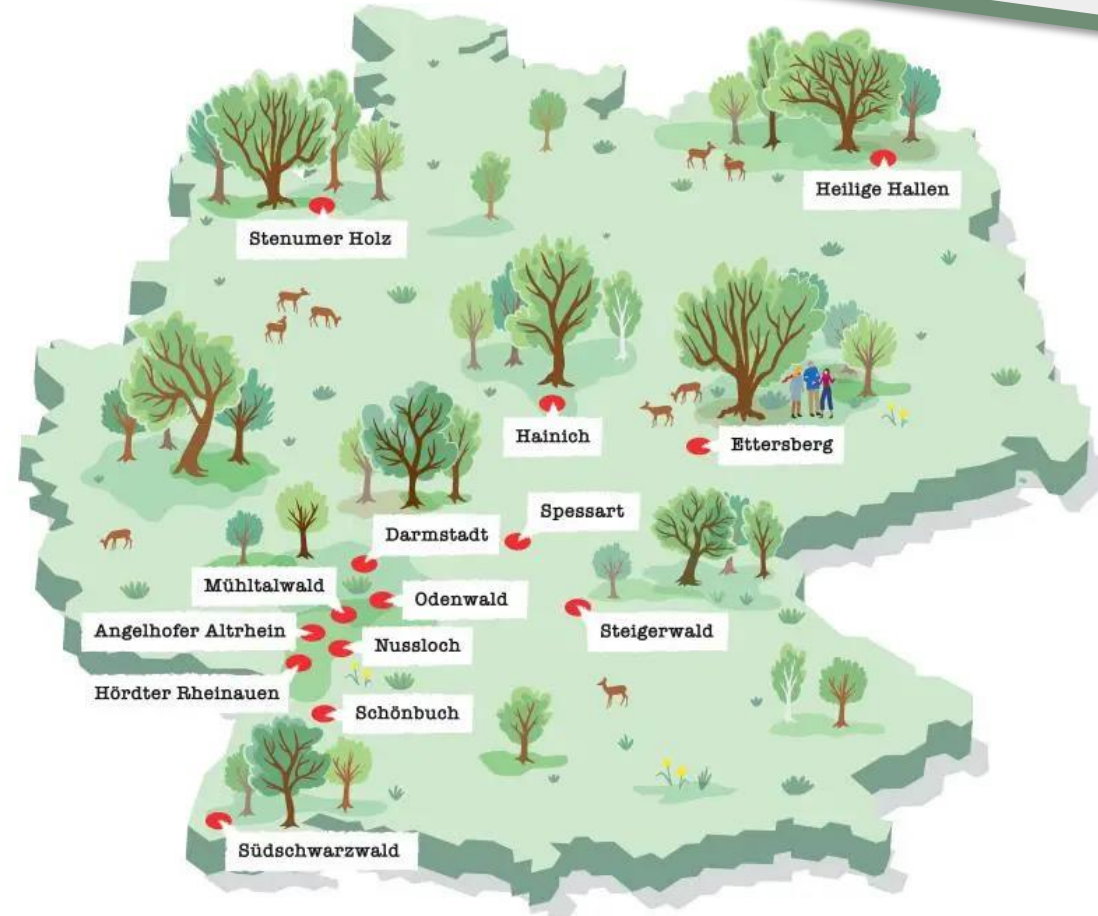 Heilige Hallen
Stenumer Holz
Hainich
Ettersberg
Spessart
Darmstadt
Mühltalwald
Odenwald
Angelhofer Altrhein
Steigerwald
Nussloch
Hördter Rheinauen
Schönbuch
Südschwarzwald